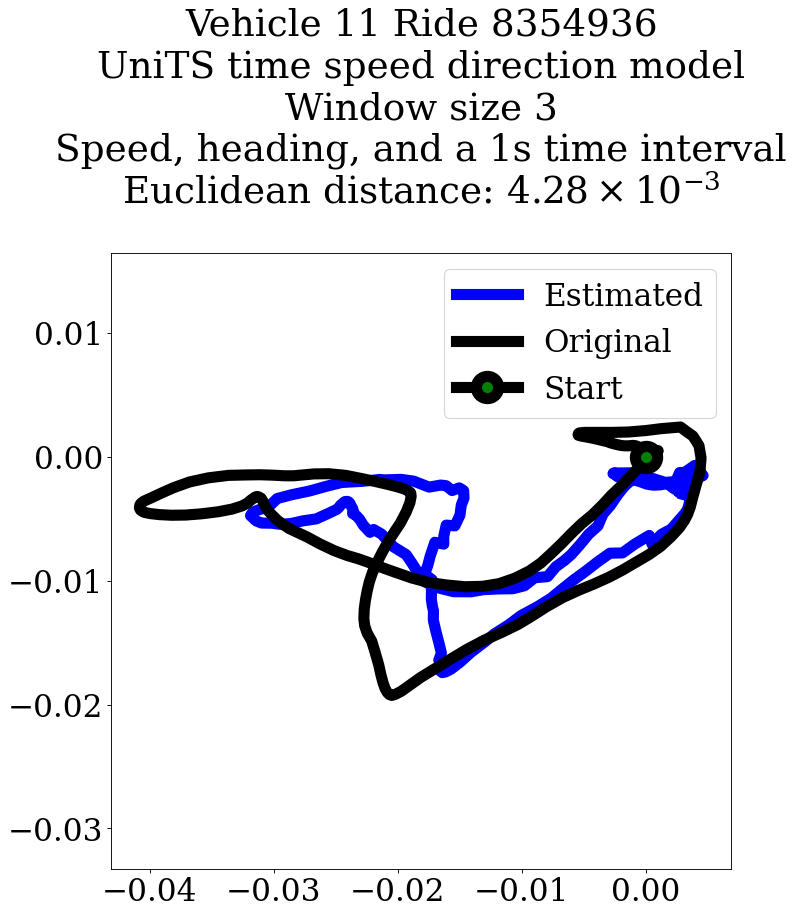 Vehicle 11 Ride 8354936
UniTS time speed direction model
Window size 3
Speed, heading, and a 1s time interval
Euclidean distance: 4.28 × 10⁻³
Estimated
Original
Start
0.01
0.00
−0.01
−0.02
−0.03
−0.04 −0.03 −0.02 −0.01 0.00